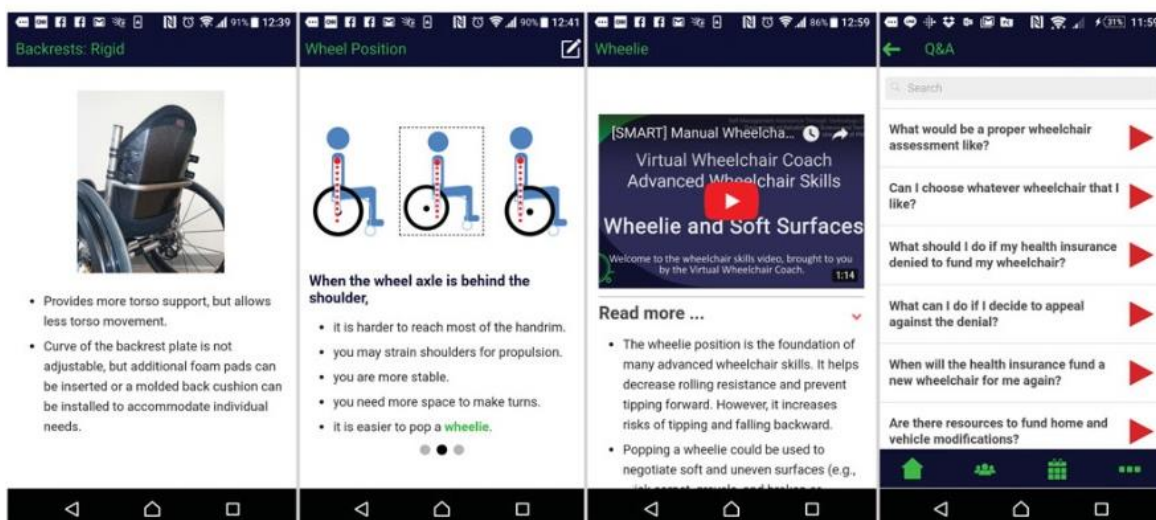 91% 12:39
Backrests: Rigid
Provides more torso support, but allows
less torso movement.
Curve of the backrest plate is not
adjustable, but additional foam pads can
be inserted or a molded back cushion can
be installed to accommodate individual
needs.
90% 12:41
Wheel Position
When the wheel axle is behind the
shoulder,
it is harder to reach most of the handrim.
you may strain shoulders for propulsion.
you are more stable.
you need more space to make turns.
it is easier to pop a wheelie.
86% 12:59
Wheelie
[SMART] Manual Wheelcha...
Virtual Wheelchair Coach
Advanced Wheelchair Skills
Wheelie and Soft Surfaces
Welcome to the wheelchair skills video, brought to you
by the Virtual Wheelchair Coach.
1:14
Read more ...
The wheelie position is the foundation of
many advanced wheelchair skills. It helps
decrease rolling resistance and prevent
tipping forward. However, it increases
risks of tipping and falling backward.
Popping a wheelie could be used to
negotiate soft and uneven surfaces (e.g.,
31% 11:59
Q&A
Search
What would be a proper wheelchair
assessment like?
Can I choose whatever wheelchair that I
like?
What should I do if my health insurance
denied to fund my wheelchair?
What can I do if I decide to appeal
against the denial?
When will the health insurance fund a
new wheelchair for me again?
Are there resources to fund home and
vehicle modifications?